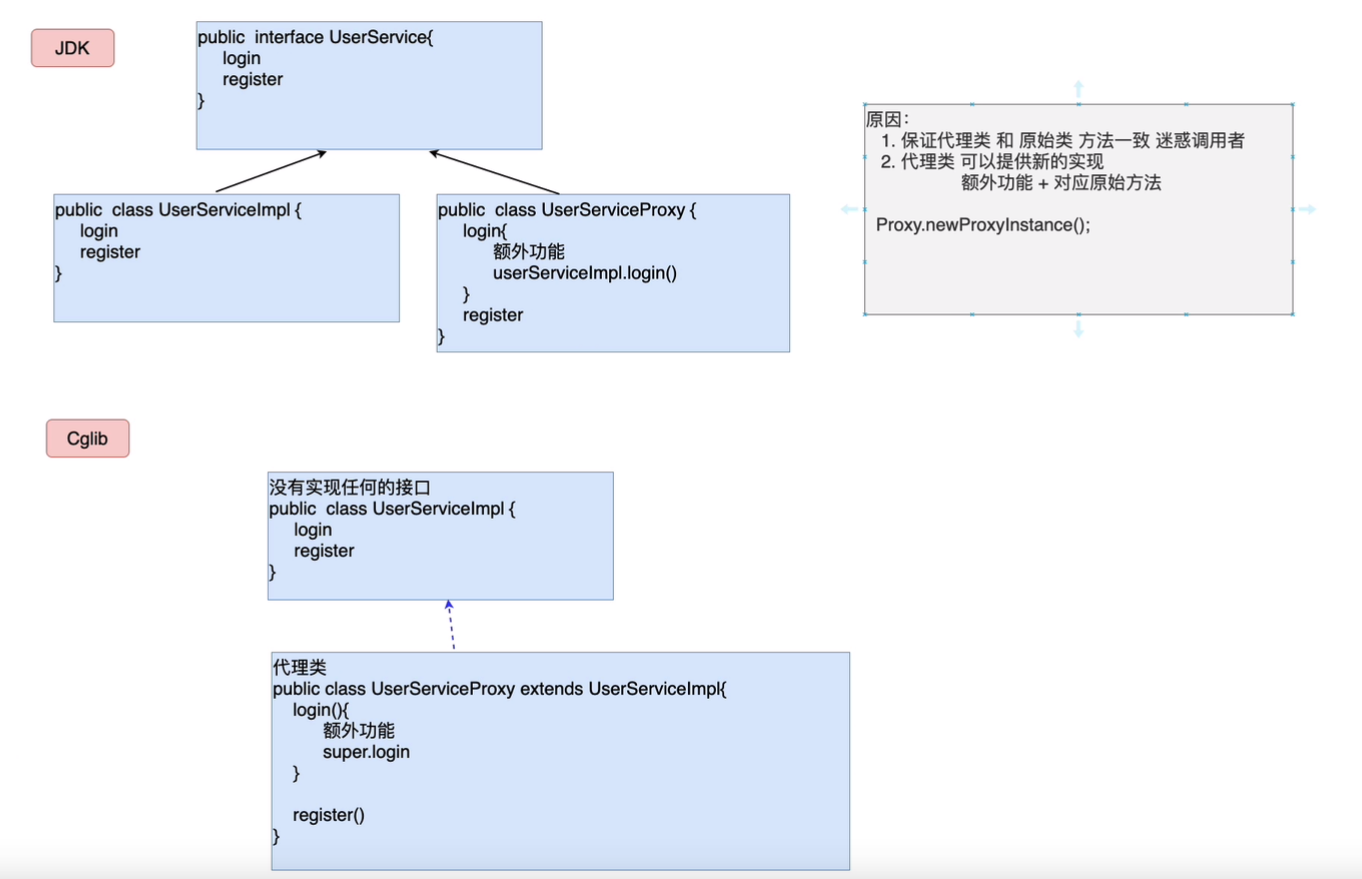 JDK
public  interface UserService{
login
register
}
public  class UserServiceImpl {
login
register
}
public  class UserServiceProxy {
login{
额外功能
userServiceImpl.login()
}
register
}
原因：
1. 保证代理类 和 原始类 方法一致 迷惑调用者
2. 代理类 可以提供新的实现
额外功能 + 对应原始方法
Proxy.newProxyInstance();
Cglib
没有实现任何的接口
public  class UserServiceImpl {
login
register
}
代理类
public class UserServiceProxy extends UserServiceImpl{
login(){
额外功能
super.login
}
register()
}